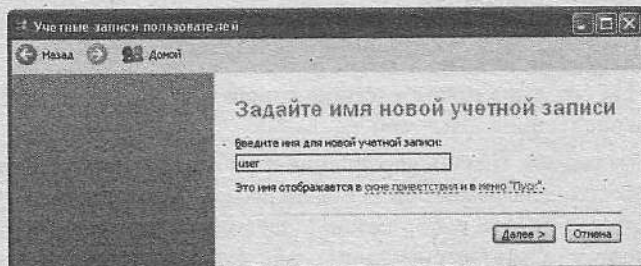 Учетные записи пользователей
Назад Домой
Задайте имя новой учетной записи
Введите имя для новой учетной записи:
user
Это имя отображается в окне приветствия и в меню "Пуск".
Далее > Отмена